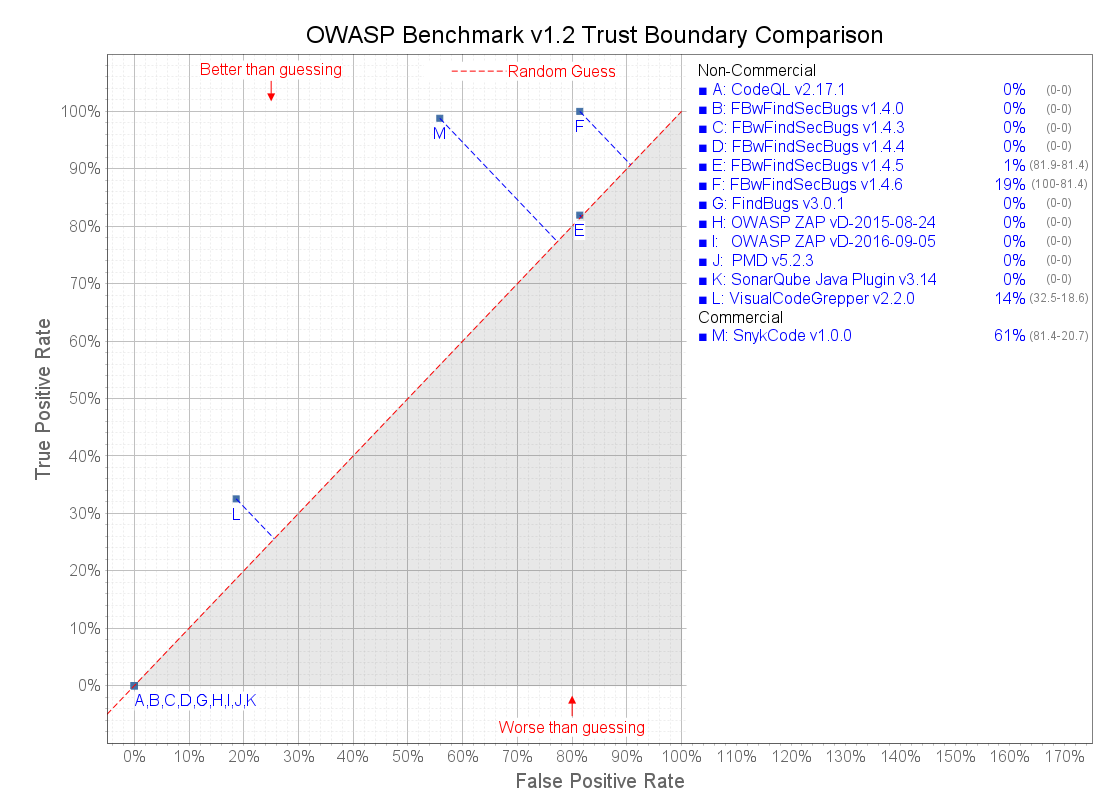 OWASP Benchmark v1.2 Trust Boundary Comparison
Better than guessing
Random Guess
Non-Commercial
A: CodeQL v2.17.1 0% (0-0)
B: FBwFindSecBugs v1.4.0 0% (0-0)
C: FBwFindSecBugs v1.4.3 0% (0-0)
D: FBwFindSecBugs v1.4.4 0% (0-0)
E: FBwFindSecBugs v1.4.5 1% (81.9-81.4)
F: FBwFindSecBugs v1.4.6 19% (100-81.4)
G: FindBugs v3.0.1 0% (0-0)
H: OWASP ZAP vD-2015-08-24 0% (0-0)
I: OWASP ZAP vD-2016-09-05 0% (0-0)
J: PMD v5.2.3 0% (0-0)
K: SonarQube Java Plugin v3.14 0% (0-0)
L: VisualCodeGrepper v2.2.0 14% (32.5-18.6)
Commercial
M: SnykCode v1.0.0 61% (81.4-20.7)
True Positive Rate
100%
90%
80%
70%
60%
50%
40%
30%
20%
10%
0%
M
F
E
L
A,B,C,D,G,H,I,J,K
Worse than guessing
0% 10% 20% 30% 40% 50% 60% 70% 80% 90% 100% 110% 120% 130% 140% 150% 160% 170%
False Positive Rate